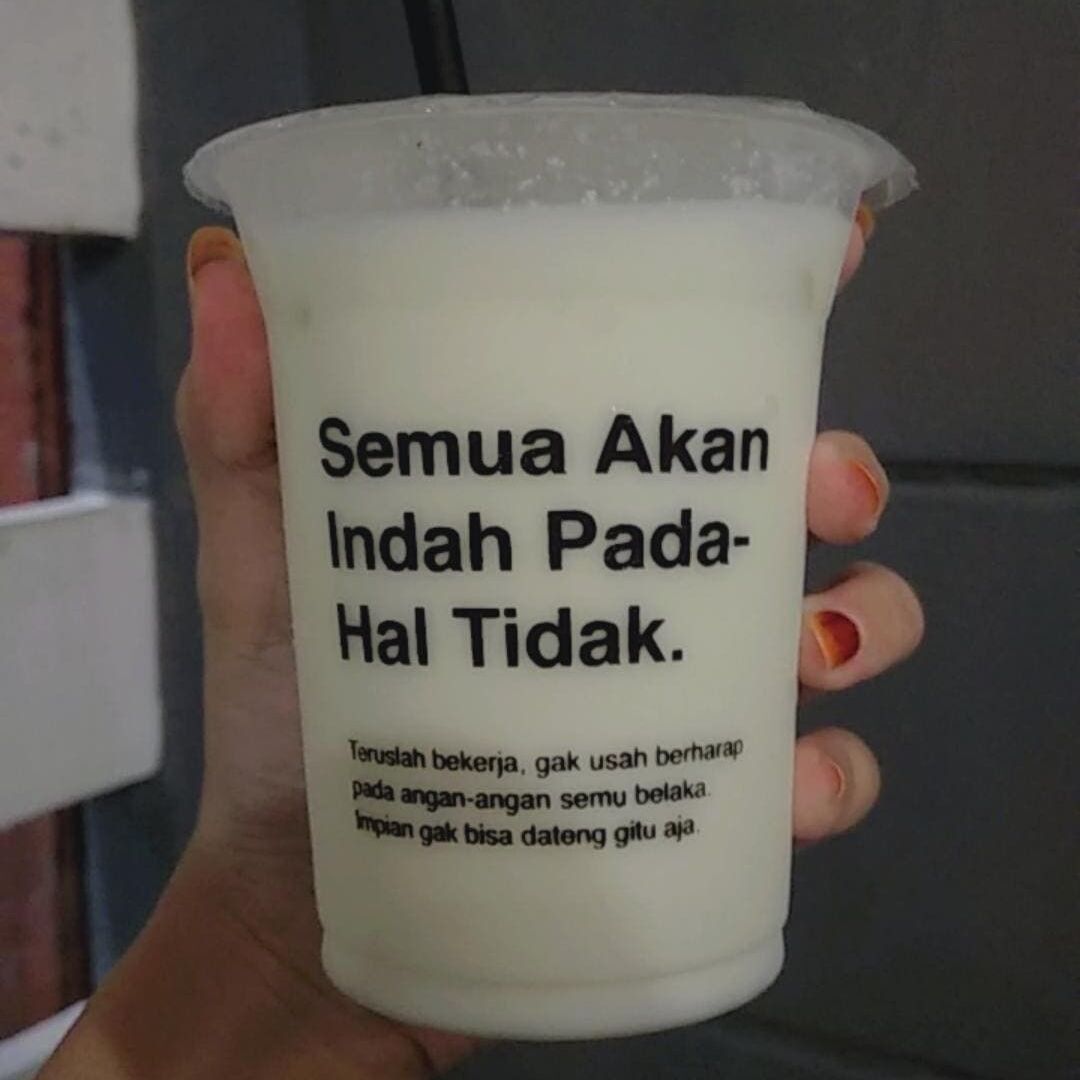 Semua Akan
Indah Pada-
Hal Tidak.
Teruslah bekerja, gak usah berharap
pada angan-angan semu belaka.
Impian gak bisa dateng gitu aja.